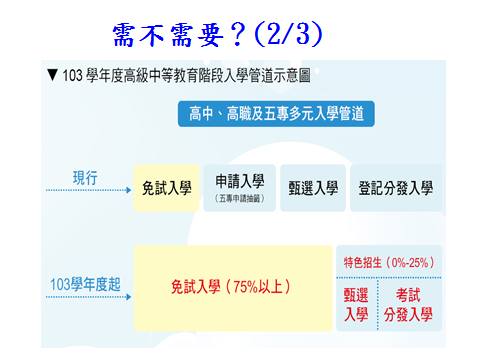 需不需要？(2/3)
▼ 103 學年度高級中等教育階段入學管道示意圖
高中、高職及五專多元入學管道
現行
免試入學
申請入學
（五專申請抽籤）
甄選入學
登記分發入學
103學年度起
免試入學（75%以上）
特色招生（0%-25%）
甄選
入學
考試
分發入學